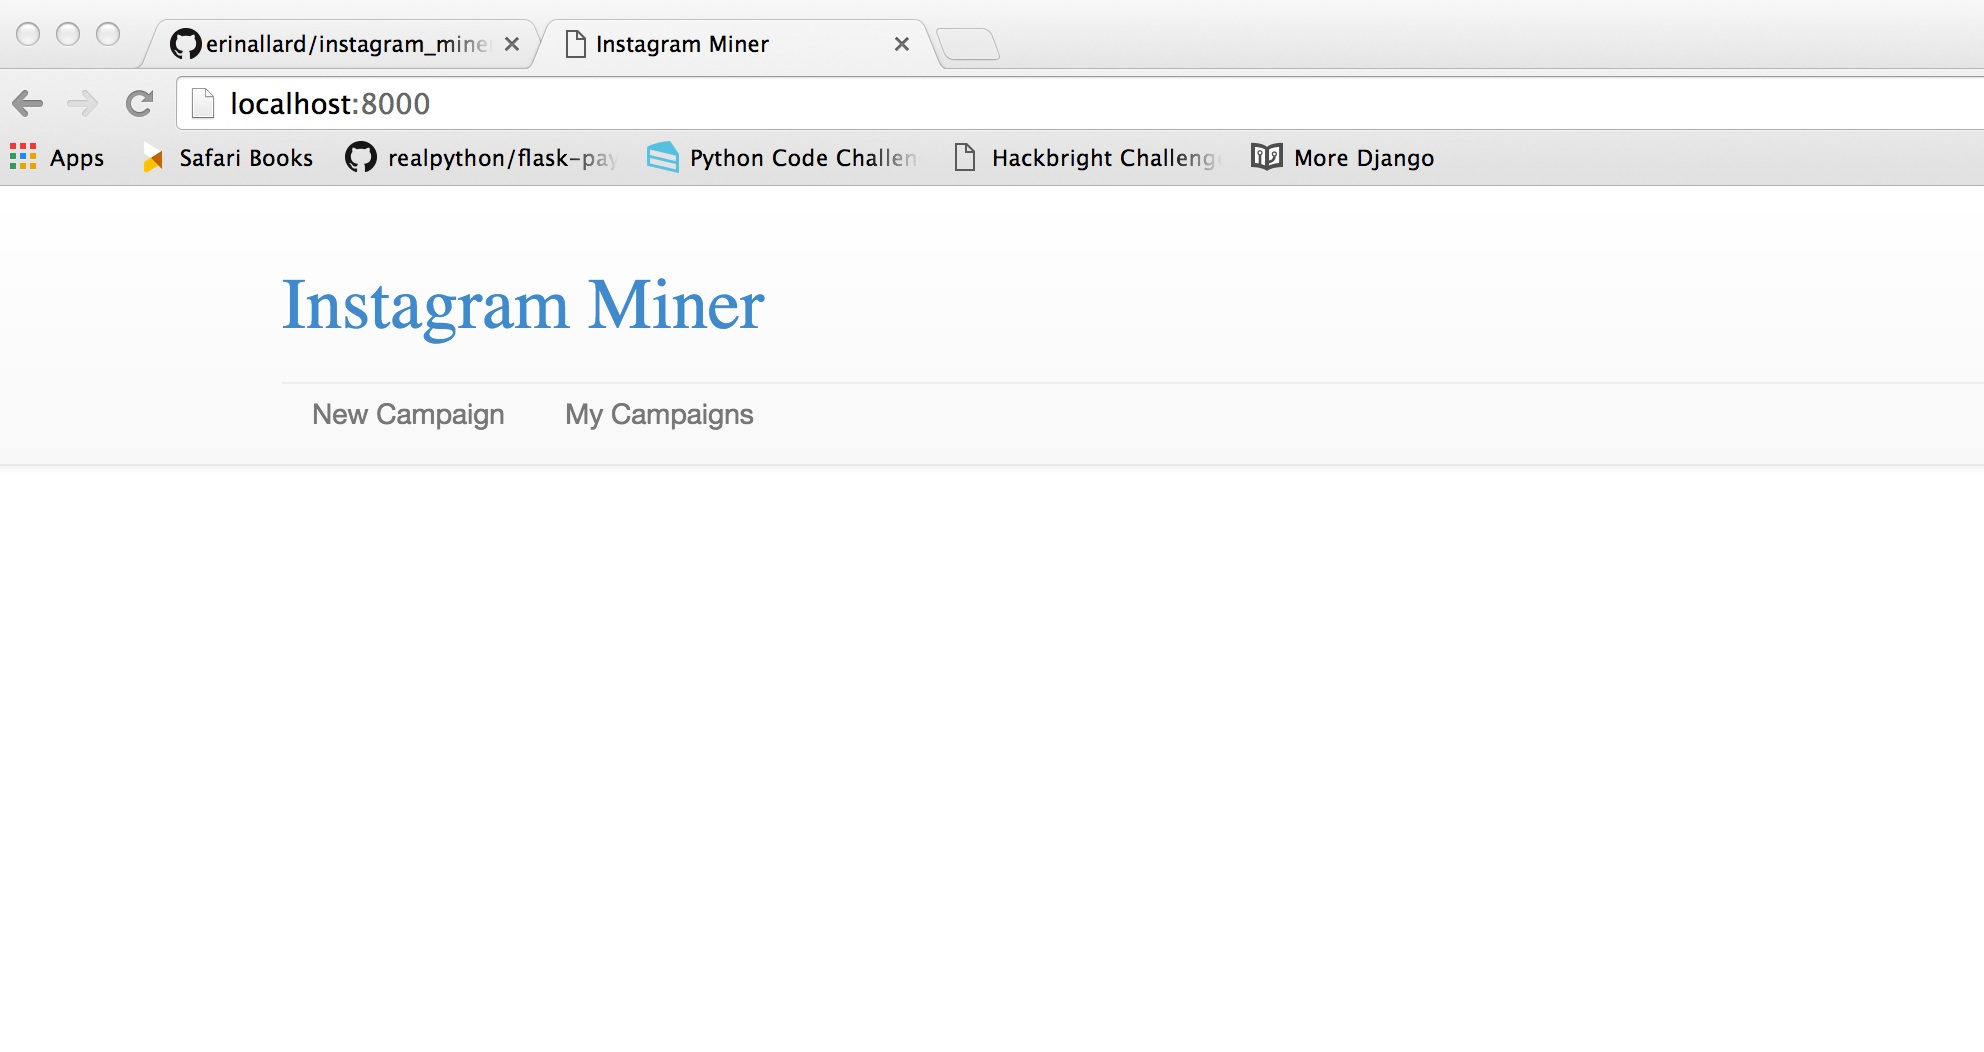 erinallard/instagram_mine
Instagram Miner
localhost:8000
Apps Safari Books realpython/flask-pay Python Code Challen Hackbright Challenge More Django
Instagram Miner
New Campaign My Campaigns